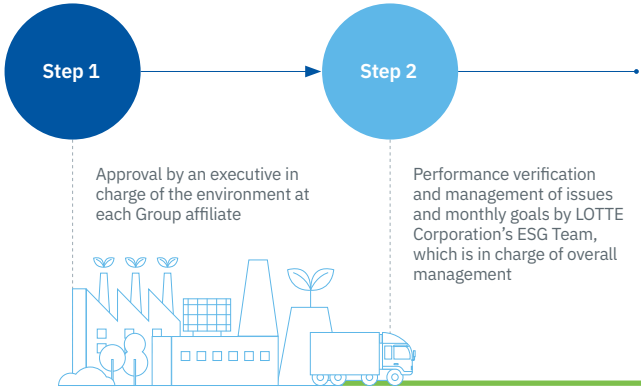 Step 1
Step 2
Approval by an executive in
charge of the environment at
each Group affiliate
Performance verification
and management of issues
and monthly goals by LOTTE
Corporation's ESG Team,
which is in charge of overall
management